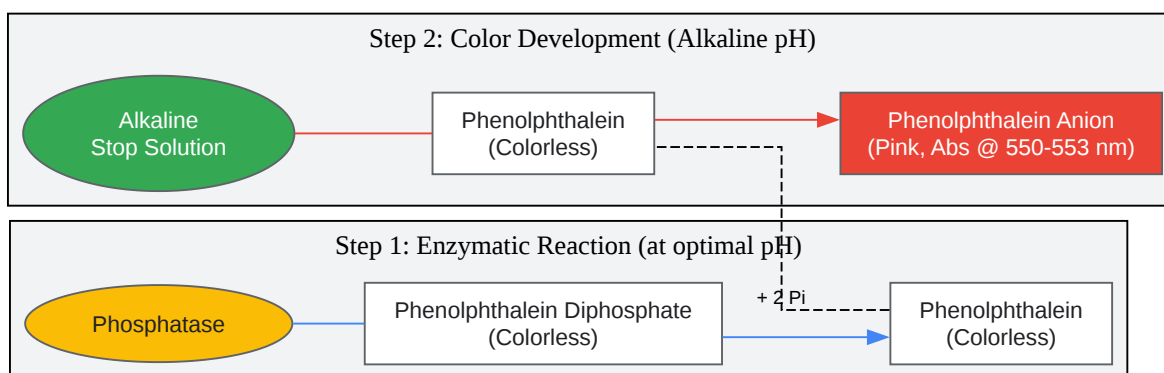 Step 2: Color Development (Alkaline pH)
Alkaline
Stop Solution
Phenolphthalein
(Colorless)
Phenolphthalein Anion
(Pink, Abs @ 550-553 nm)
Step 1: Enzymatic Reaction (at optimal pH)
Phosphatase
Phenolphthalein Diphosphate
(Colorless)
+ 2 Pi
Phenolphthalein
(Colorless)